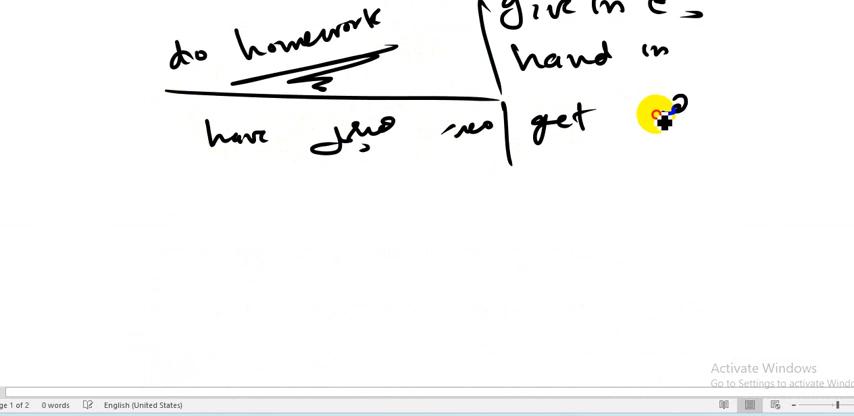 give in
do homework
hand in
have get
Activate Windows
Go to Settings to activate Wind
ge 1 of 2 0 words English (United States)